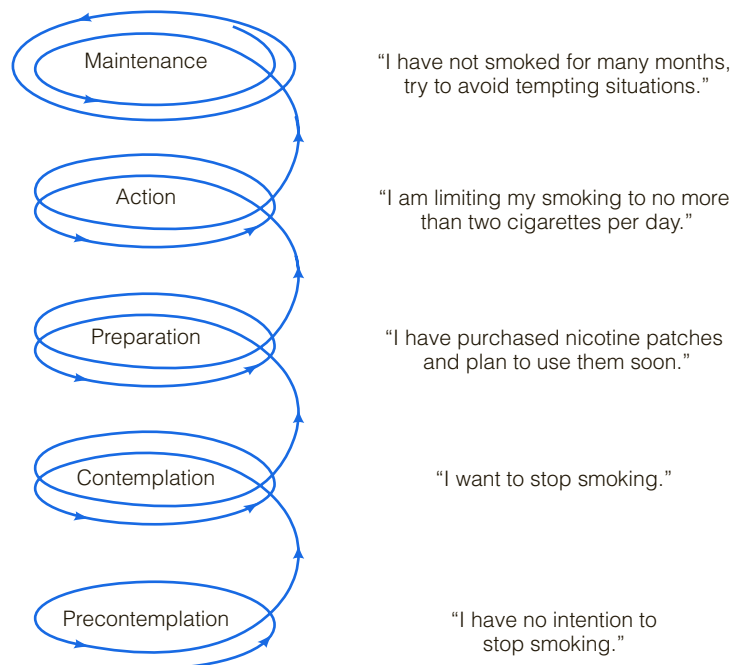 Maintenance
“I have not smoked for many months,
try to avoid tempting situations.”
Action
“I am limiting my smoking to no more
than two cigarettes per day.”
Preparation
“I have purchased nicotine patches
and plan to use them soon.”
Contemplation
“I want to stop smoking.”
Precontemplation
“I have no intention to
stop smoking.”